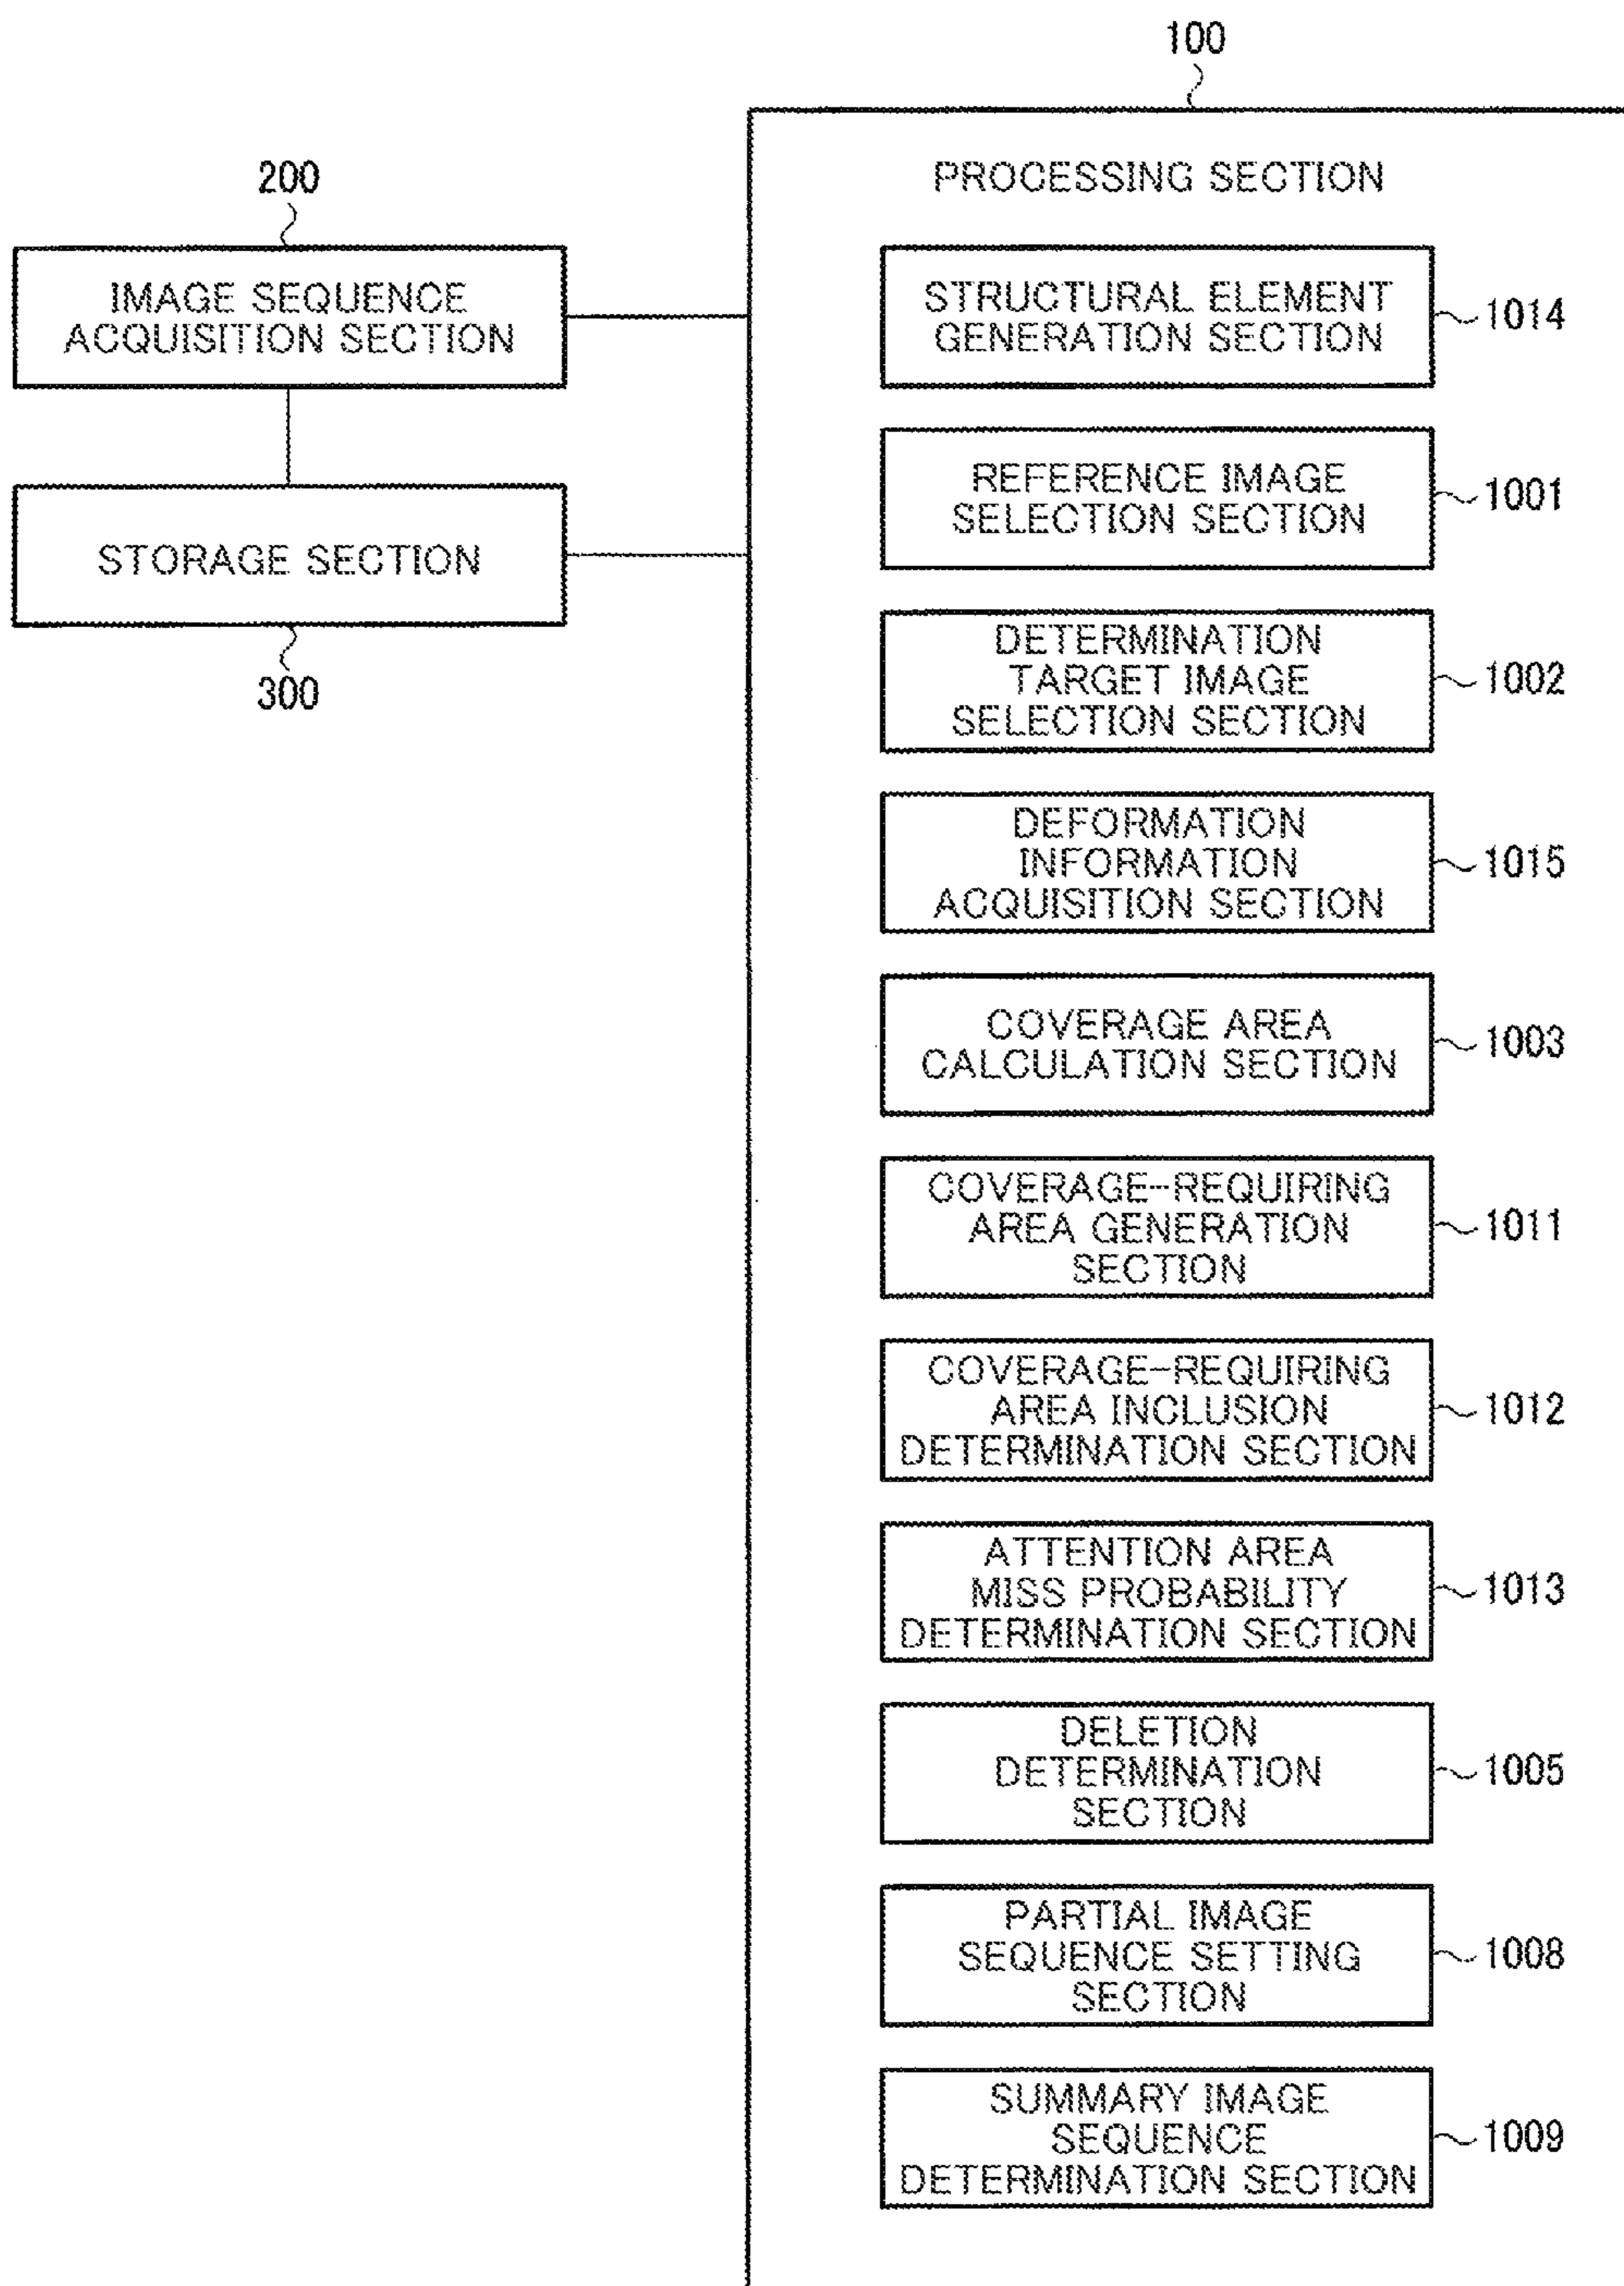 100
PROCESSING SECTION
200
IMAGE SEQUENCE
ACQUISITION SECTION
STORAGE SECTION
300
STRUCTURAL ELEMENT
GENERATION SECTION
1014
REFERENCE IMAGE
SELECTION SECTION
1001
DETERMINATION
TARGET IMAGE
SELECTION SECTION
1002
DEFORMATION
INFORMATION
ACQUISITION SECTION
1015
COVERAGE AREA
CALCULATION SECTION
1003
COVERAGE-REQUIRING
AREA GENERATION
SECTION
1011
COVERAGE-REQUIRING
AREA INCLUSION
DETERMINATION SECTION
1012
ATTENTION AREA
MISS PROBABILITY
DETERMINATION SECTION
1013
DELETION
DETERMINATION
SECTION
1005
PARTIAL IMAGE
SEQUENCE SETTING
SECTION
1008
SUMMARY IMAGE
SEQUENCE
DETERMINATION SECTION
1009